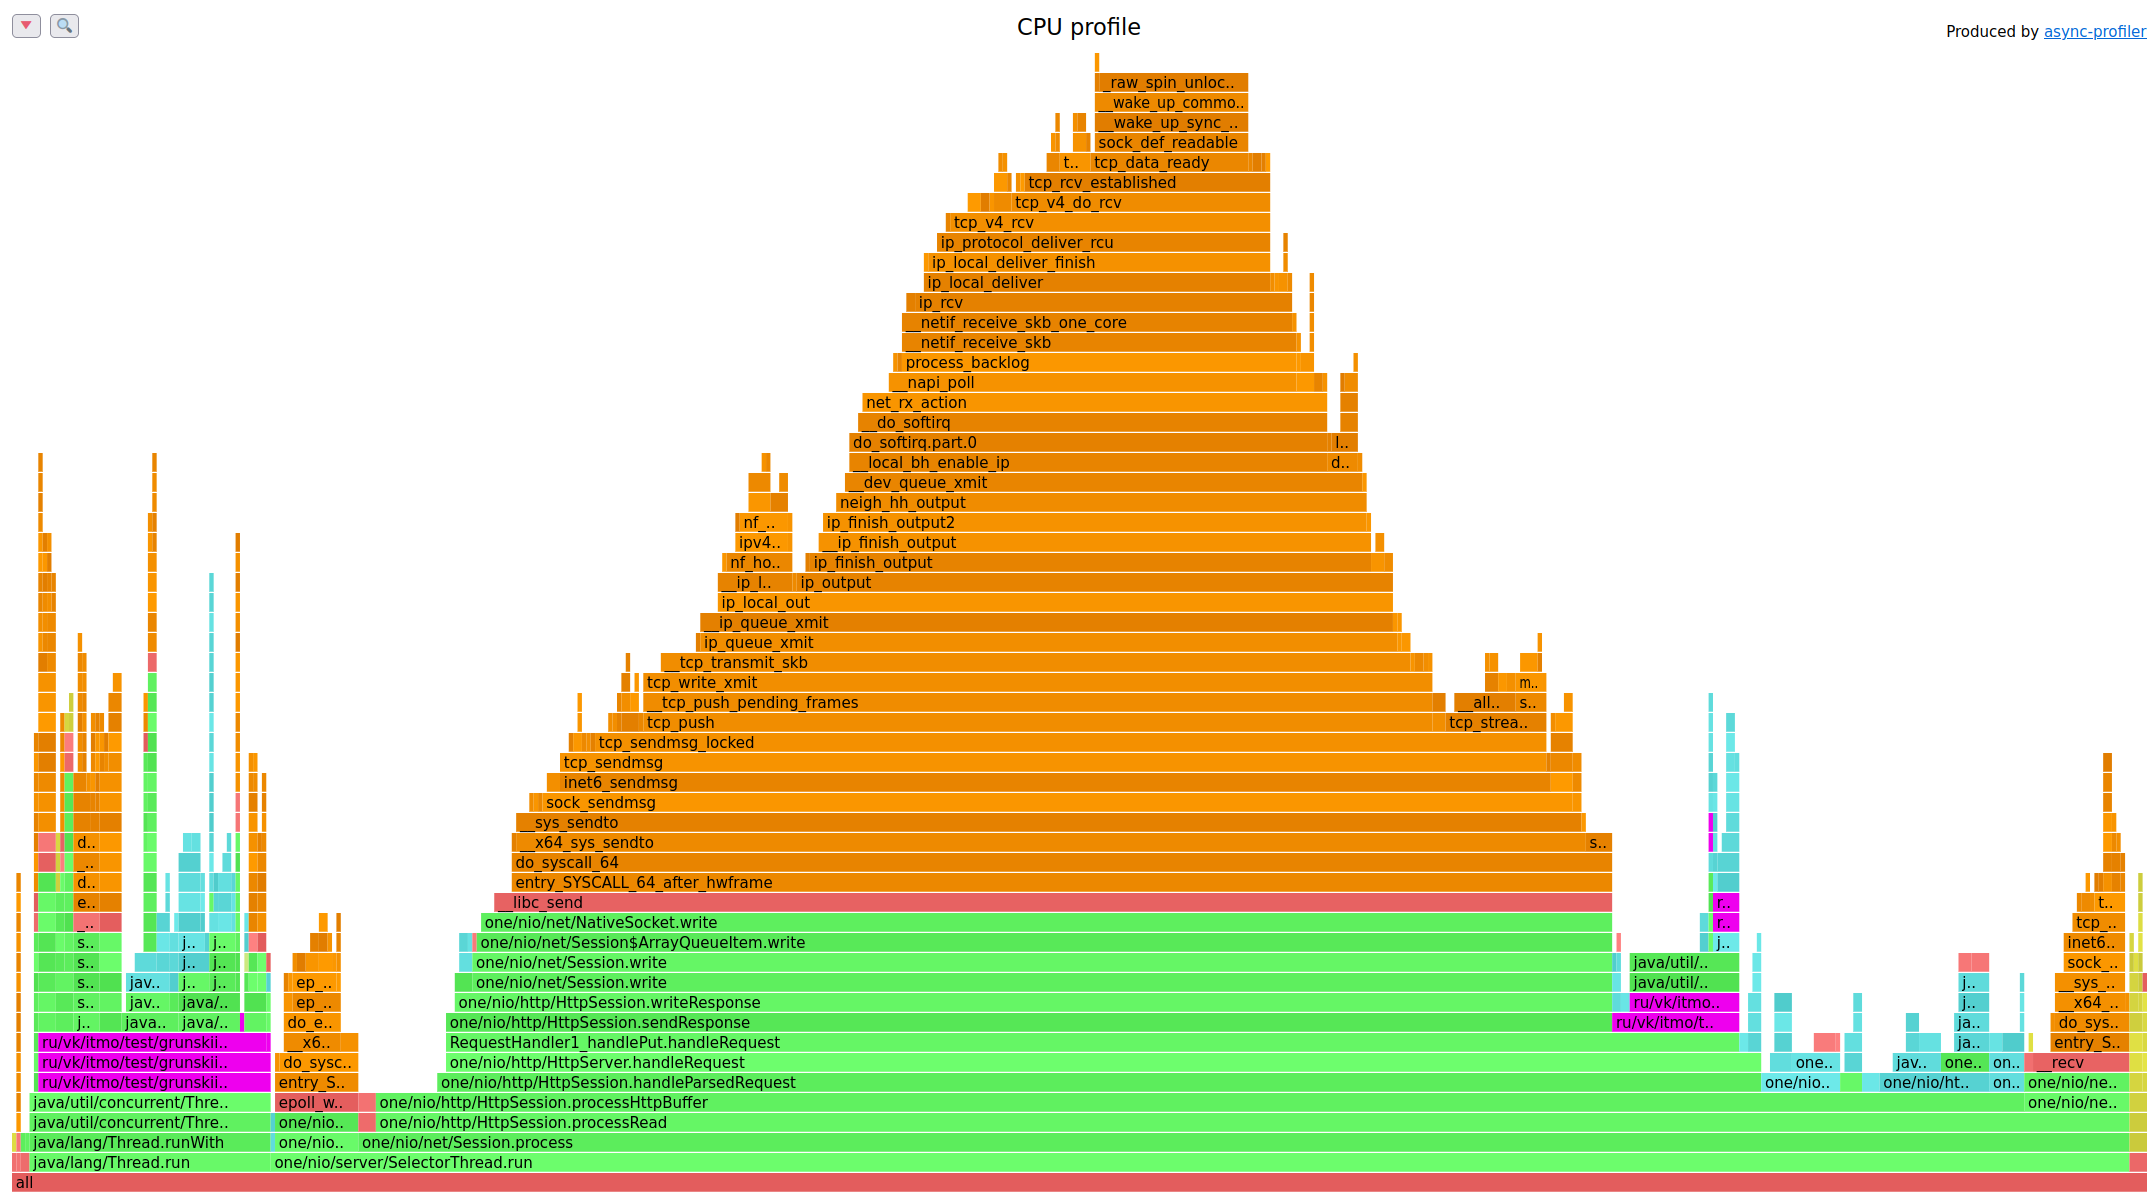 CPU profile
Produced by async-profiler
_raw_spin_unloc..
__wake_up_commo..
__wake_up_sync_..
sock_def_readable
t.. tcp_data_ready
tcp_rcv_established
tcp_v4_do_rcv
tcp_v4_rcv
ip_protocol_deliver_rcu
ip_local_deliver_finish
ip_local_deliver
ip_rcv
__netif_receive_skb_one_core
__netif_receive_skb
process_backlog
__napi_poll
net_rx_action
__do_softirq
do_softirq.part.0 l..
__local_bh_enable_ip d..
__dev_queue_xmit
neigh_hh_output
nf_.. ip_finish_output2
ipv4.. __ip_finish_output
nf_ho.. ip_finish_output
__ip_l.. ip_output
ip_local_out
__ip_queue_xmit
ip_queue_xmit
__tcp_transmit_skb
tcp_write_xmit m..
__tcp_push_pending_frames __all.. s..
tcp_push tcp_strea..
tcp_sendmsg_locked
tcp_sendmsg
inet6_sendmsg
sock_sendmsg
__sys_sendto
d.. __x64_sys_sendto s..
_.. do_syscall_64
d.. entry_SYSCALL_64_after_hwframe
e.. __libc_send r.. t..
_.. one/nio/net/NativeSocket.write r.. tcp_..
s.. j.. j.. one/nio/net/Session$ArrayQueueItem.write j.. inet6..
s.. j.. j.. one/nio/net/Session.write java/util/.. sock_..
s.. jav.. j.. j.. ep_.. one/nio/net/Session.write java/util/.. j.. __sys_..
s.. jav.. java/.. ep_.. one/nio/http/HttpSession.writeResponse ru/vk/itmo.. j.. __x64_..
j.. java.. java/.. do_e.. one/nio/http/HttpSession.sendResponse ru/vk/itmo/t.. ja.. do_sys..
ru/vk/itmo/test/grunskii.. __x6.. RequestHandler1_handlePut.handleRequest ja.. entry_S..
ru/vk/itmo/test/grunskii.. do_sysc.. one/nio/http/HttpServer.handleRequest one.. jav.. one.. on.. __recv
ru/vk/itmo/test/grunskii.. entry_S.. one/nio/http/HttpSession.handleParsedRequest one/nio.. one/nio/ht.. on.. one/nio/ne..
java/util/concurrent/Thre.. epoll_w.. one/nio/http/HttpSession.processHttpBuffer one/nio/ne..
java/util/concurrent/Thre.. one/nio.. one/nio/http/HttpSession.processRead
java/lang/Thread.runWith one/nio.. one/nio/net/Session.process
java/lang/Thread.run one/nio/server/SelectorThread.run
all